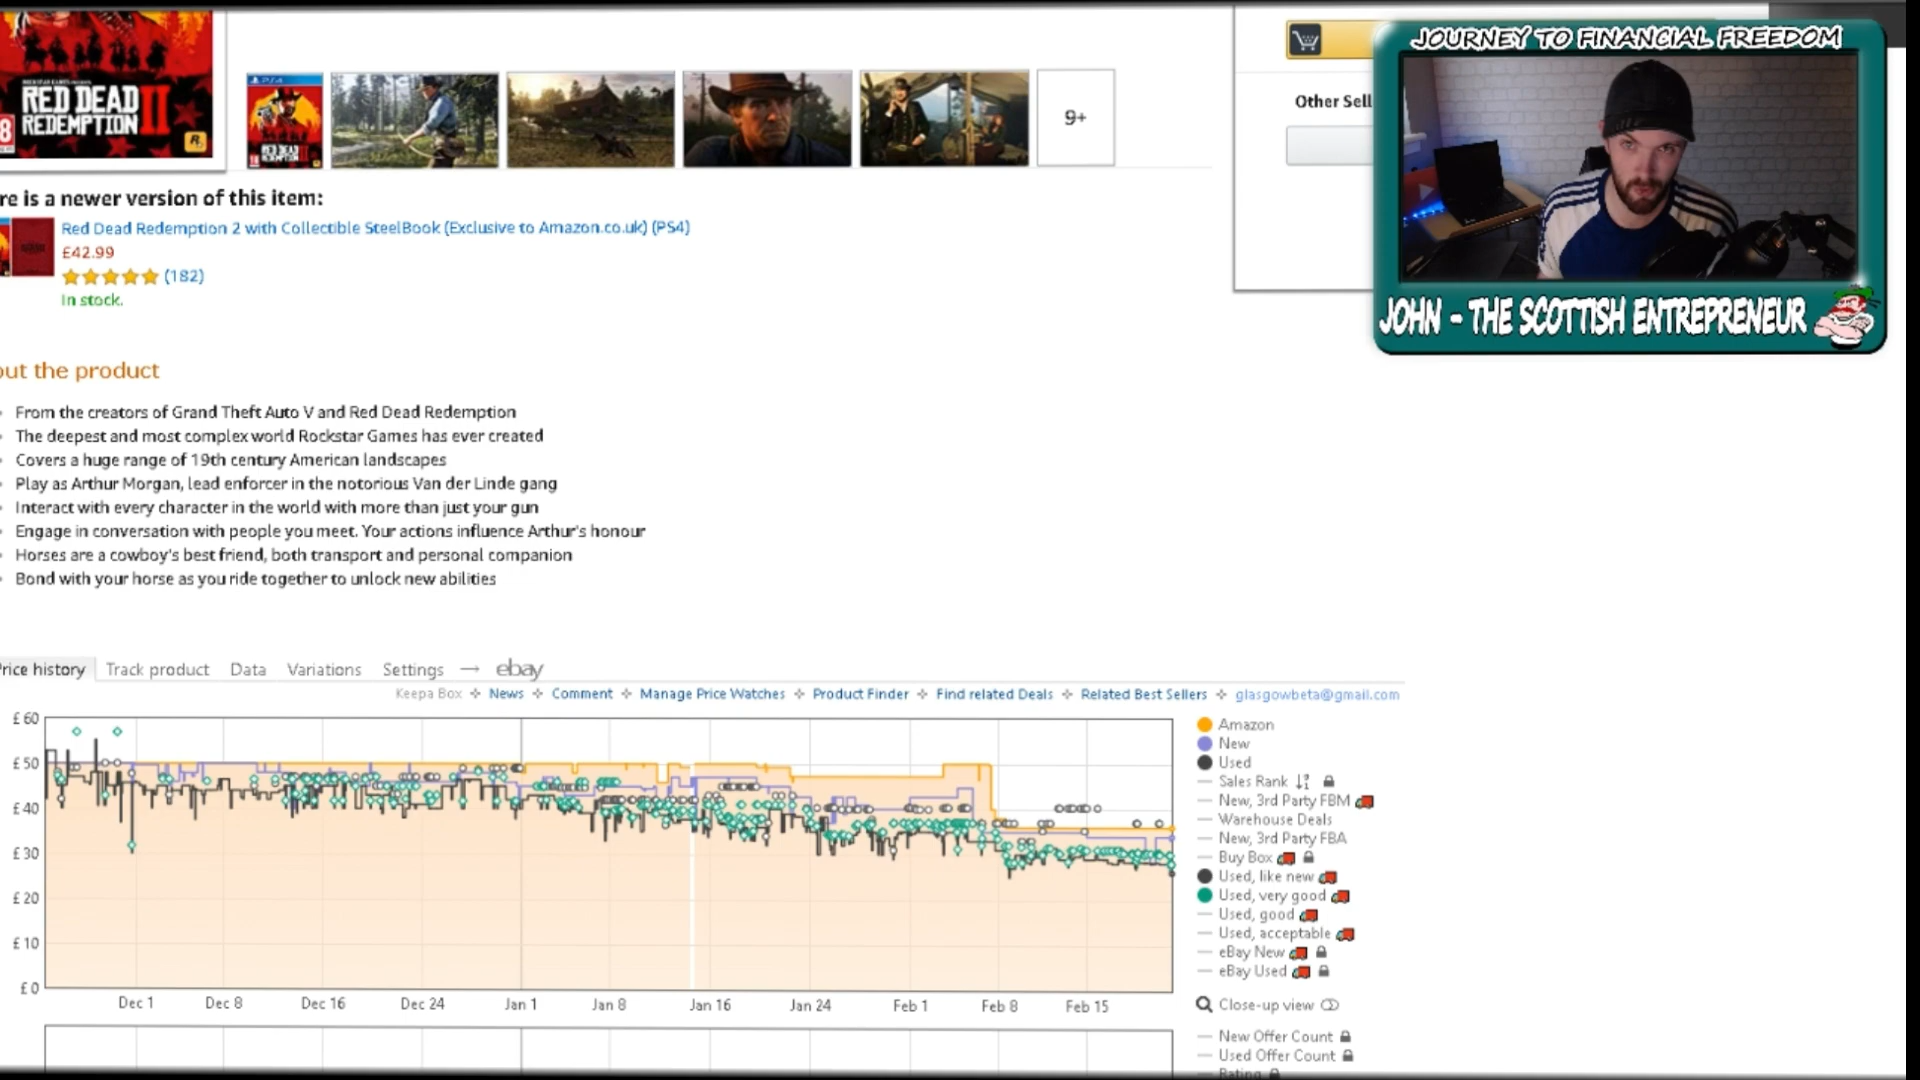 JOURNEY TO FINANCIAL FREEDOM
RED DEAD
REDEMPTION II
PS4
RED DEAD
9+
Other Sell
re is a newer version of this item:
Red Dead Redemption 2 with Collectible SteelBook (Exclusive to Amazon.co.uk) (PS4)
£42.99
(182)
In stock.
JOHN - THE SCOTTISH ENTREPRENEUR
out the product
From the creators of Grand Theft Auto V and Red Dead Redemption
The deepest and most complex world Rockstar Games has ever created
Covers a huge range of 19th century American landscapes
Play as Arthur Morgan, lead enforcer in the notorious Van der Linde gang
Interact with every character in the world with more than just your gun
Engage in conversation with people you meet. Your actions influence Arthur's honour
Horses are a cowboy's best friend, both transport and personal companion
Bond with your horse as you ride together to unlock new abilities
Price history Track product Data Variations Settings → ebay
Keepa Box News Comment Manage Price Watches Product Finder Find related Deals Related Best Sellers glasgowbeta@gmail.com
£ 60
£ 50
£ 40
£ 30
£ 20
£ 10
£ 0
Dec 1 Dec 8 Dec 16 Dec 24 Jan 1 Jan 8 Jan 16 Jan 24 Feb 1 Feb 8 Feb 15
Amazon
New
Used
Sales Rank
New, 3rd Party FBM
Warehouse Deals
New, 3rd Party FBA
Buy Box
Used, like new
Used, very good
Used, good
Used, acceptable
eBay New
eBay Used
Close-up view
New Offer Count
Used Offer Count
Rating